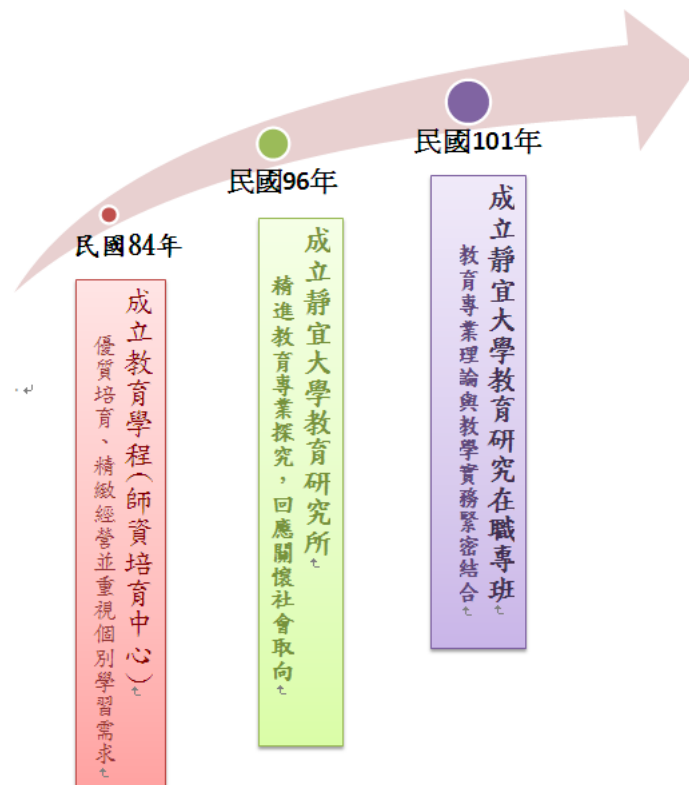 民國84年
成立教育學程(師資培育中心)
優質培育、精緻經營並重視個別學習需求
民國96年
成立靜宜大學教育研究所
精進教育專業探究，回應關懷社會取向
民國101年
成立靜宜大學教育研究在職專班
教育專業理論與教學實務緊密結合